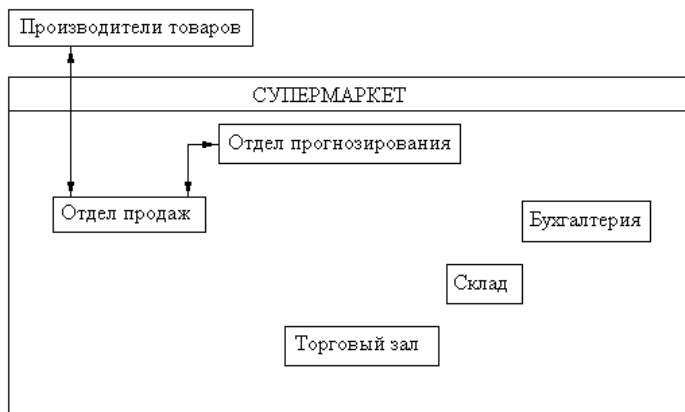 Производители товаров
СУПЕРМАРКЕТ
Отдел прогнозирования
Отдел продаж
Бухгалтерия
Склад
Торговый зал